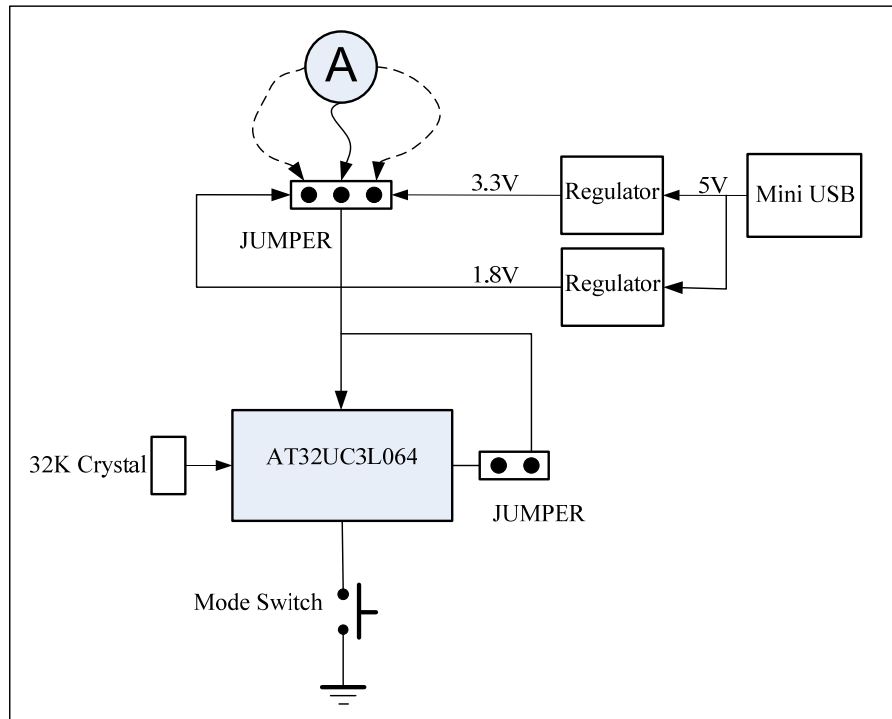 A
3.3V
Regulator
5V
Mini USB
JUMPER
1.8V
Regulator
AT32UC3L064
32K Crystal
JUMPER
Mode Switch